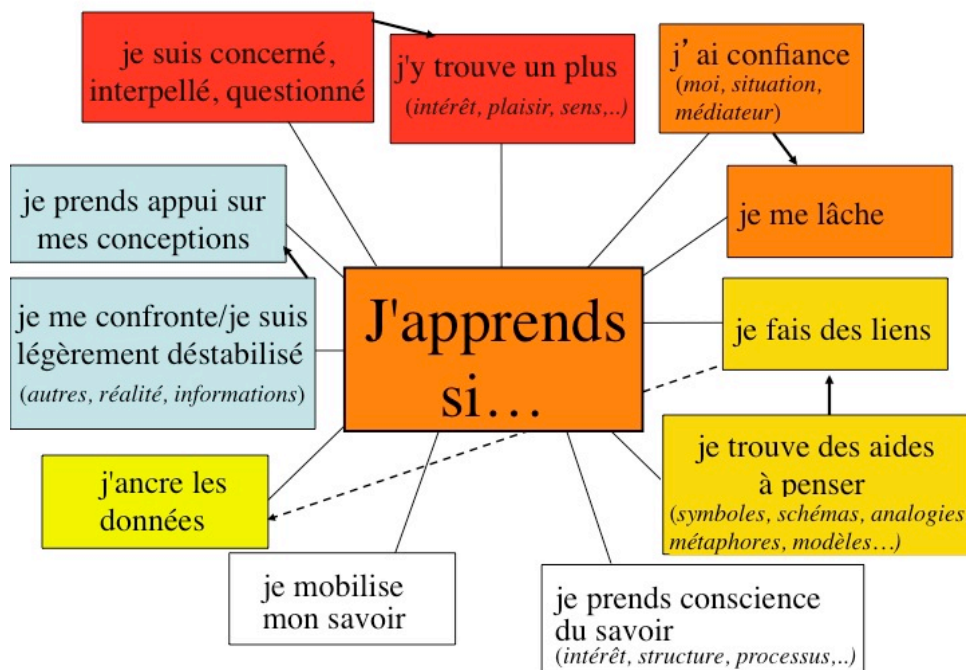 je suis concerné,
interpellé, questionné
j'y trouve un plus
(intérêt, plaisir, sens,..)
j’ ai confiance
(moi, situation,
médiateur)
je prends appui sur
mes conceptions
je me lâche
je me confronte/je suis
légèrement déstabilisé
(autres, réalité, informations)
J'apprends
si…
je fais des liens
j'ancre les
données
je trouve des aides
à penser
(symboles, schémas, analogies
métaphores, modèles…)
je mobilise
mon savoir
je prends conscience
du savoir
(intérêt, structure, processus,..)